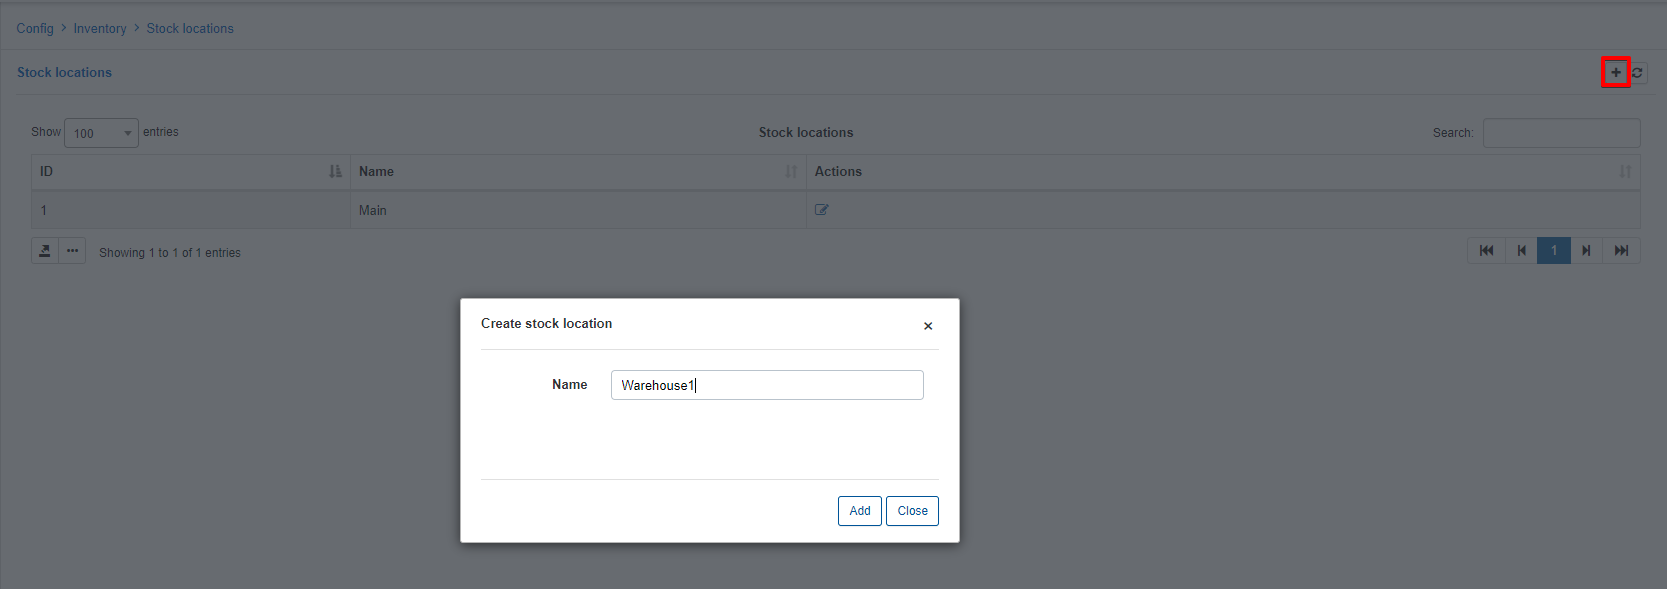 Config > Inventory > Stock locations
Stock locations
Show 100 entries
Stock locations
Search:
ID Name Actions
1 Main
Showing 1 to 1 of 1 entries
1
Create stock location
×
Name Warehouse1
Add Close